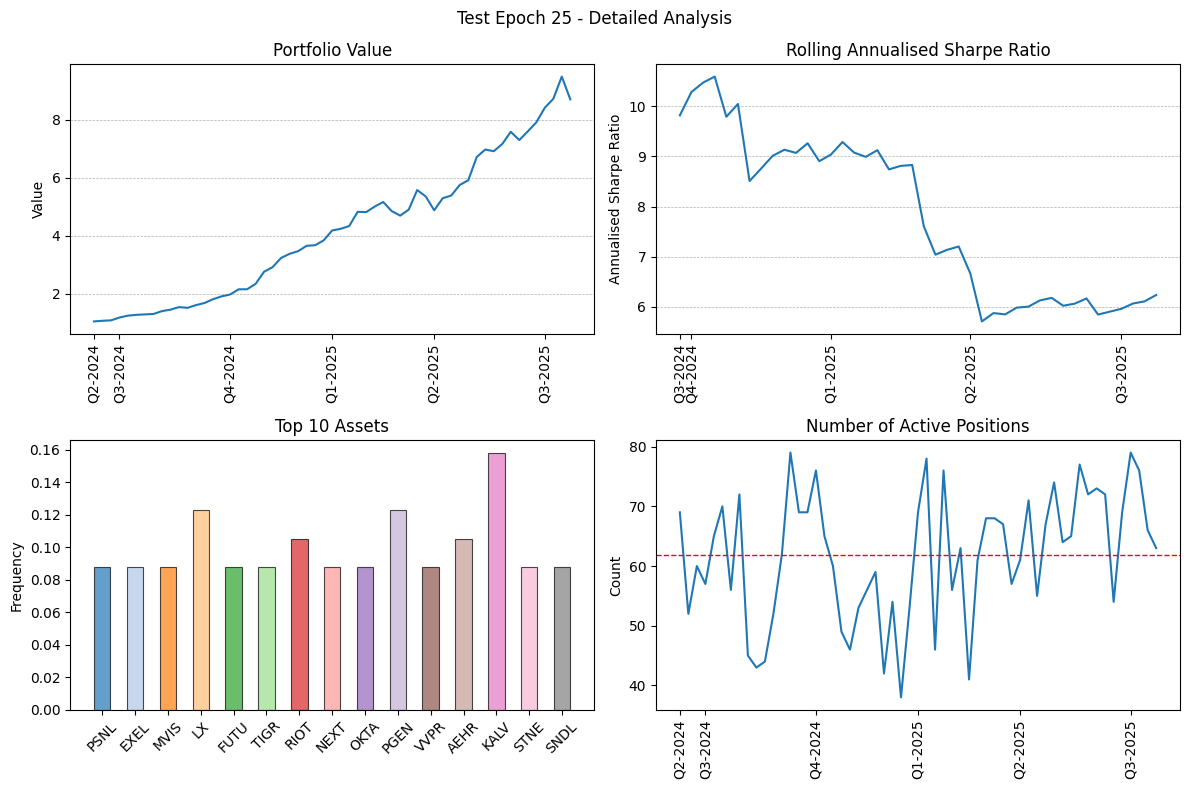 Test Epoch 25 - Detailed Analysis
Portfolio Value
Value
8
6
4
2
Q2-2024
Q3-2024
Q4-2024
Q1-2025
Q2-2025
Q3-2025
Rolling Annualised Sharpe Ratio
Annualised Sharpe Ratio
10
9
8
7
6
Q3-2024
Q4-2024
Q1-2025
Q2-2025
Q3-2025
Top 10 Assets
Frequency
0.16
0.14
0.12
0.10
0.08
0.06
0.04
0.02
0.00
PSNL
EXEL
MVIS
LX
FUTU
TIGR
RIOT
NEXT
OKTA
PGEN
VVPR
AEHR
KALV
STNE
SNDL
Number of Active Positions
Count
80
70
60
50
40
Q2-2024
Q3-2024
Q4-2024
Q1-2025
Q2-2025
Q3-2025